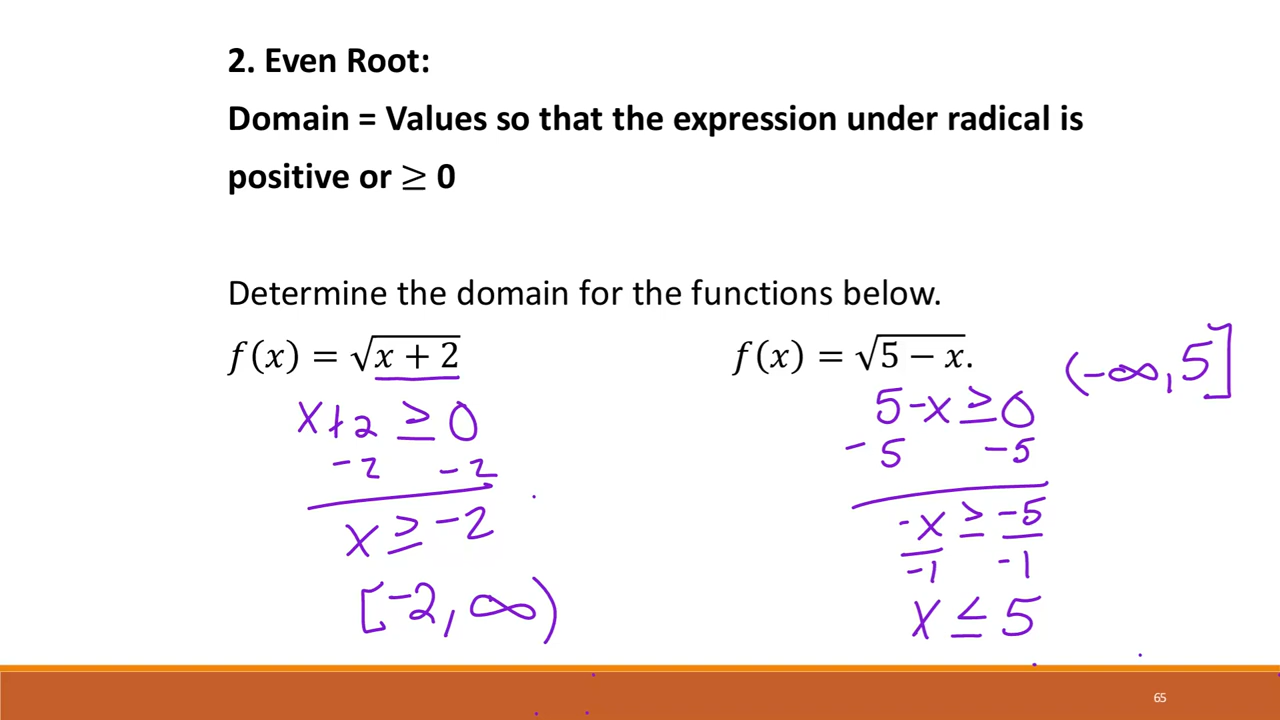 2. Even Root:
Domain = Values so that the expression under radical is
positive or ≥ 0
Determine the domain for the functions below.
f(x) = √(x + 2)
x+2 ≥ 0
-2 -2
x ≥ -2
[-2, ∞)
f(x) = √(5 − x).
(-∞, 5]
5-x ≥ 0
-5 -5
-x ≥ -5
-1 -1
x ≤ 5
65